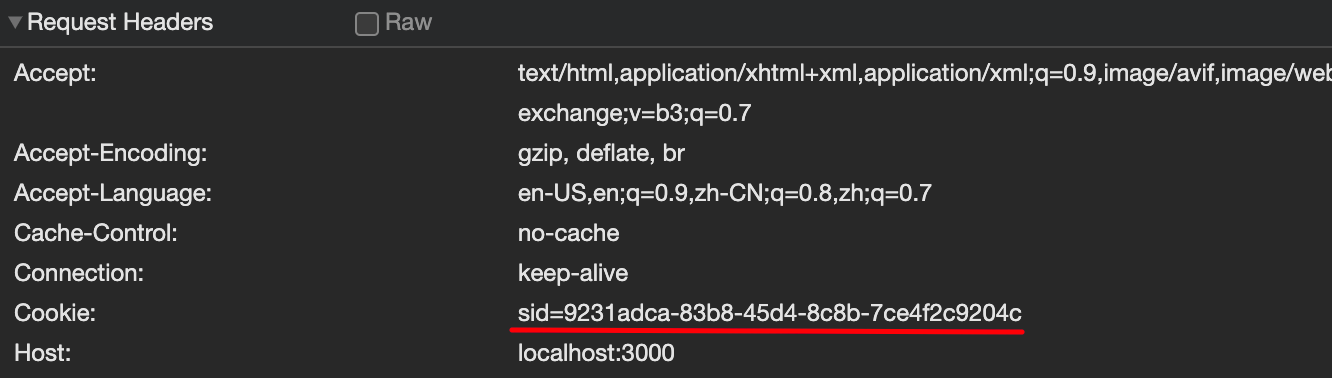 Request Headers Raw
Accept: text/html,application/xhtml+xml,application/xml;q=0.9,image/avif,image/web
exchange;v=b3;q=0.7
Accept-Encoding: gzip, deflate, br
Accept-Language: en-US,en;q=0.9,zh-CN;q=0.8,zh;q=0.7
Cache-Control: no-cache
Connection: keep-alive
Cookie: sid=9231adca-83b8-45d4-8c8b-7ce4f2c9204c
Host: localhost:3000